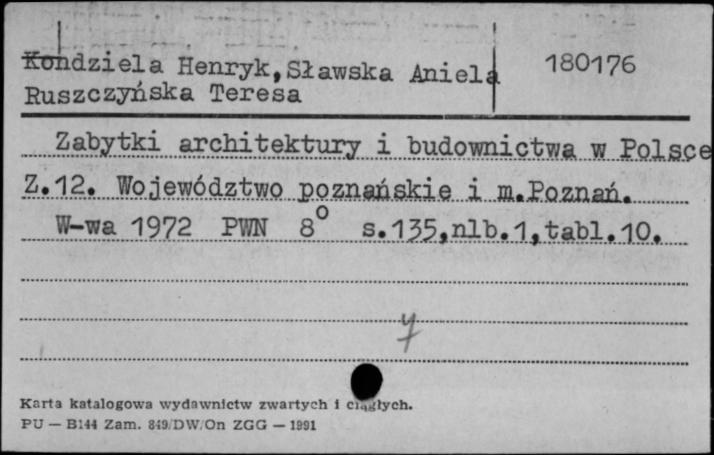 Kondziela Henryk, Sławska Aniela 180176
Ruszczyńska Teresa
Zabytki architektury i budownictwa w Polsce
Z.12. Województwo poznańskie i m.Poznań.
W-wa 1972 PWN 8° s.135,nlb.1,tabl.10.
Karta katalogowa wydawnictw zwartych i ciągłych.
PU — B144 Zam. 849/DW/On ZGG — 1991